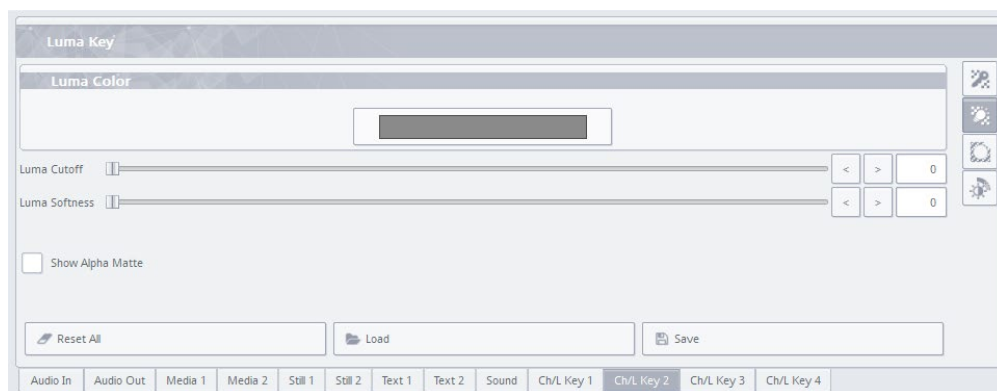 Luma Key
Luma Color
Luma Cutoff < > 0
Luma Softness < > 0
Show Alpha Matte
Reset All Load Save
Audio In Audio Out Media 1 Media 2 Still 1 Still 2 Text 1 Text 2 Sound Ch/L Key 1 Ch/L Key 2 Ch/L Key 3 Ch/L Key 4